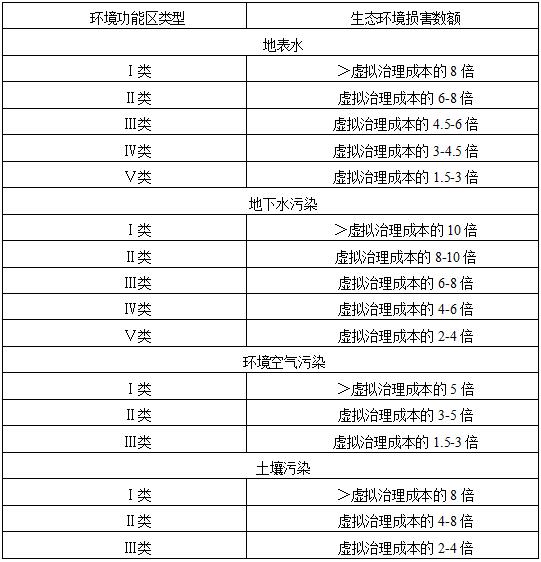 环境功能区类型 生态环境损害数额
地表水
Ⅰ类 ＞虚拟治理成本的 8 倍
Ⅱ类 虚拟治理成本的 6-8 倍
Ⅲ类 虚拟治理成本的 4.5-6 倍
Ⅳ类 虚拟治理成本的 3-4.5 倍
Ⅴ类 虚拟治理成本的 1.5-3 倍
地下水污染
Ⅰ类 ＞虚拟治理成本的 10 倍
Ⅱ类 虚拟治理成本的 8-10 倍
Ⅲ类 虚拟治理成本的 6-8 倍
Ⅳ类 虚拟治理成本的 4-6 倍
Ⅴ类 虚拟治理成本的 2-4 倍
环境空气污染
Ⅰ类 ＞虚拟治理成本的 5 倍
Ⅱ类 虚拟治理成本的 3-5 倍
Ⅲ类 虚拟治理成本的 1.5-3 倍
土壤污染
Ⅰ类 ＞虚拟治理成本的 8 倍
Ⅱ类 虚拟治理成本的 4-8 倍
Ⅲ类 虚拟治理成本的 2-4 倍